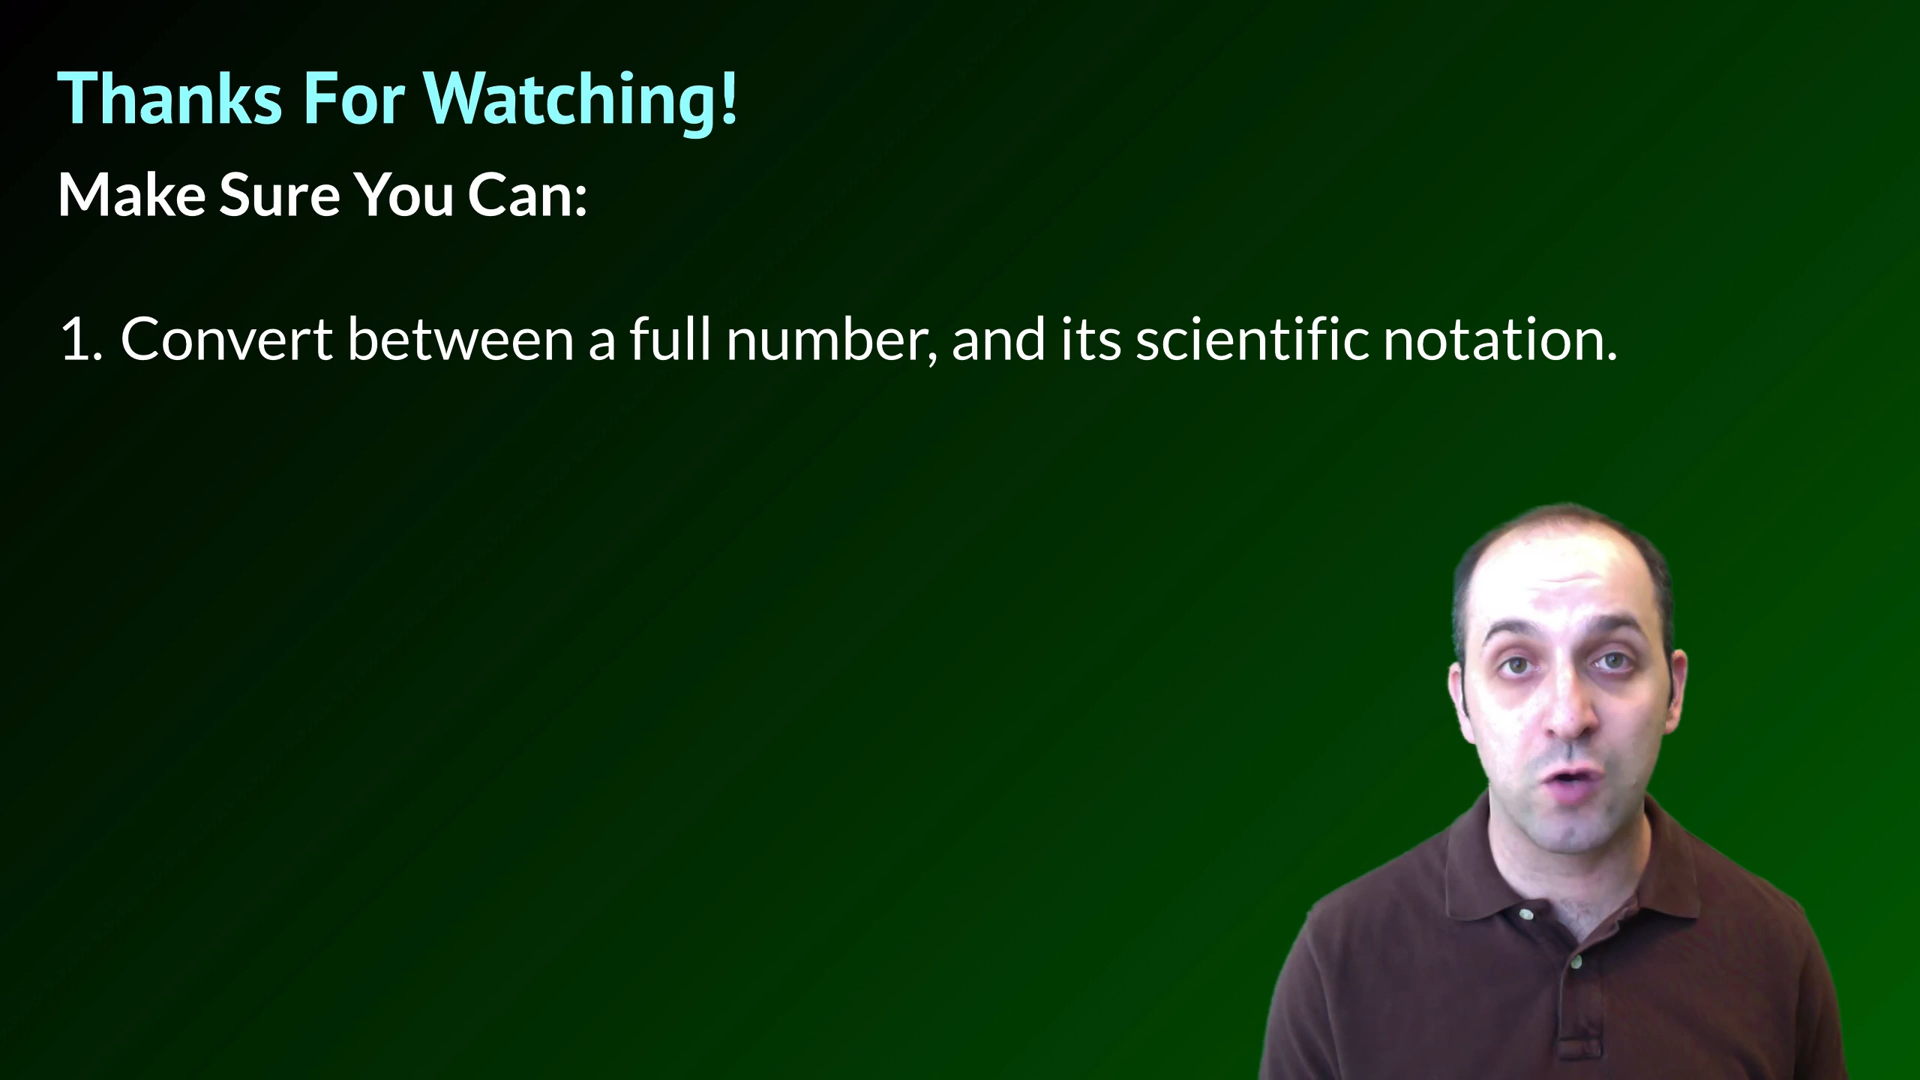 Thanks For Watching!
Make Sure You Can:
1. Convert between a full number, and its scientific notation.